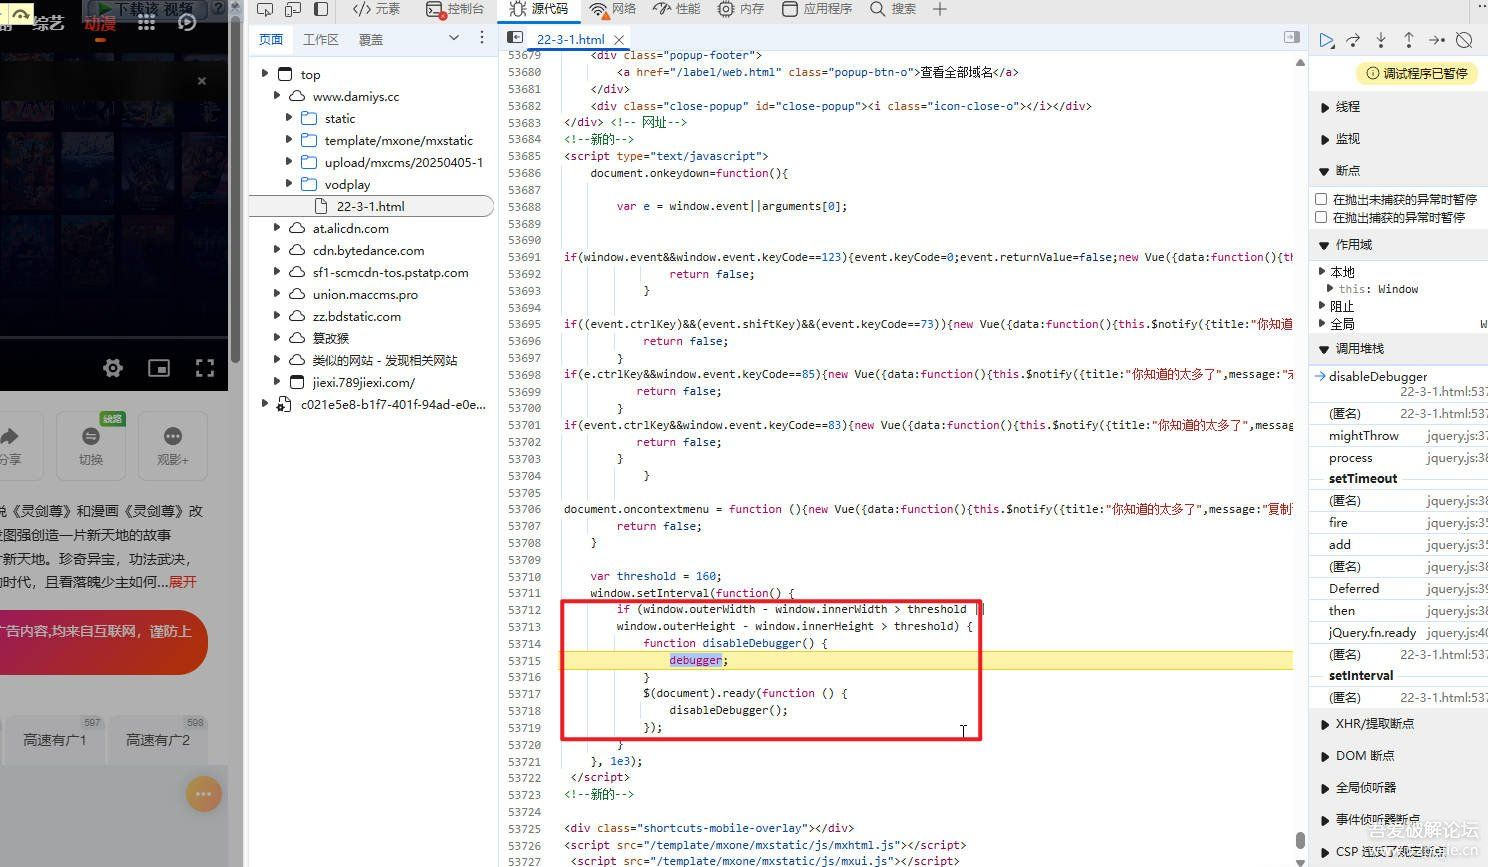 下载该 视频
综艺
动漫
元素
控制台
源代码
网络
性能
内存
应用程序
搜索
页面
工作区
覆盖
22-3-1.html
top
www.damiys.cc
static
template/mxone/mxstatic
upload/mxcms/20250405-1
vodplay
22-3-1.html
at.alicdn.com
cdn.bytedance.com
sf1-scmcdn-tos.pstatp.com
union.maccms.pro
zz.bdstatic.com
篡改猴
类似的网站 - 发现相关网站
jiexi.789jiexi.com/
c021e5e8-b1f7-401f-94ad-e0e...
分享
线路
切换
观影+
《灵剑尊》和漫画《灵剑尊》改
图强创造一片新天地的故事
新天地。珍奇异宝，功法武决，
的时代，且看落魄少主如何...展开
广告内容,均来自互联网，谨防上
597
高速有广1
598
高速有广2
53679 <div class="popup-footer">
53680 <a href="/label/web.html" class="popup-btn-o">查看全部域名</a>
53681 </div>
53682 <div class="close-popup" id="close-popup"><i class="icon-close-o"></i></div>
53683 </div> <!-- 网址-->
53684 <!--新的-->
53685 <script type="text/javascript">
53686 document.onkeydown=function(){
53687
53688 var e = window.event||arguments[0];
53689
53690
53691 if(window.event&&window.event.keyCode==123){event.keyCode=0;event.returnValue=false;new Vue({data:function(){th
53692 return false;
53693 }
53694
53695 if((event.ctrlKey)&&(event.shiftKey)&&(event.keyCode==73)){new Vue({data:function(){this.$notify({title:"你知道
53696 return false;
53697 }
53698 if(e.ctrlKey&&window.event.keyCode==85){new Vue({data:function(){this.$notify({title:"你知道的太多了",message:"
53699 return false;
53700 }
53701 if(event.ctrlKey&&window.event.keyCode==83){new Vue({data:function(){this.$notify({title:"你知道的太多了",messag
53702 return false;
53703 }
53704 }
53705
53706 document.oncontextmenu = function (){new Vue({data:function(){this.$notify({title:"你知道的太多了",message:"复制
53707 return false;
53708 }
53709
53710 var threshold = 160;
53711 window.setInterval(function() {
53712 if (window.outerWidth - window.innerWidth > threshold ||
53713 window.outerHeight - window.innerHeight > threshold) {
53714 function disableDebugger() {
53715 debugger;
53716 }
53717 $(document).ready(function () {
53718 disableDebugger();
53719 });
53720 }
53721 }, 1e3);
53722 </script>
53723 <!--新的-->
53724
53725 <div class="shortcuts-mobile-overlay"></div>
53726 <script src="/template/mxone/mxstatic/js/mxhtml.js"></script>
53727 <script src="/template/mxone/mxstatic/js/mxui.js"></script>
调试程序已暂停
线程
监视
断点
在抛出未捕获的异常时暂停
在抛出捕获的异常时暂停
作用域
本地
this: Window
阻止
全局 W
调用堆栈
disableDebugger
22-3-1.html:537
(匿名) 22-3-1.html:537
mightThrow jquery.js:37
process jquery.js:38
setTimeout
(匿名) jquery.js:38
fire jquery.js:35
add jquery.js:35
(匿名) jquery.js:38
Deferred jquery.js:39
then jquery.js:38
jQuery.fn.ready jquery.js:40
(匿名) 22-3-1.html:537
setInterval
(匿名) 22-3-1.html:537
XHR/提取断点
DOM 断点
全局侦听器
事件侦听器断点
吾爱破解论坛